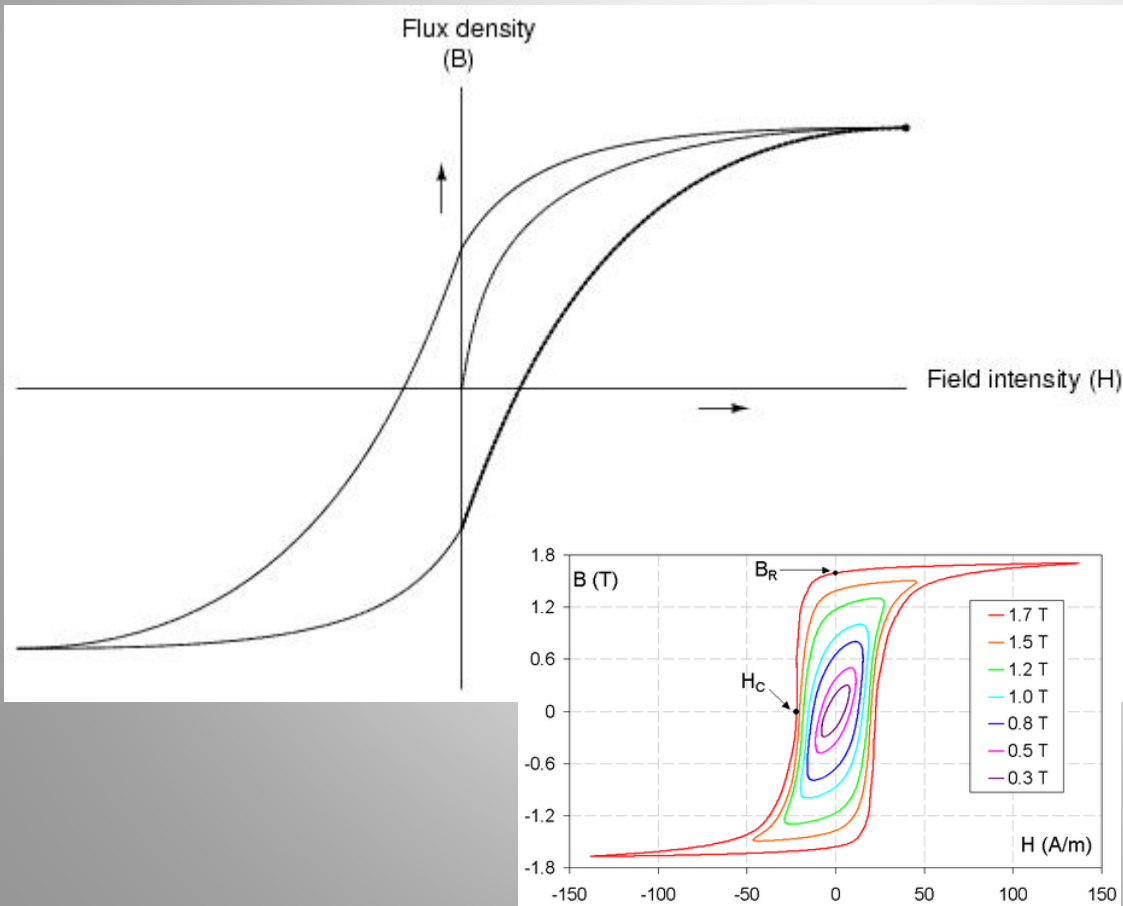 Flux density
(B)
Field intensity (H)
1.8
B (T)
B_R
1.2
1.7 T
1.5 T
0.6
1.2 T
H_C
1.0 T
0
0.8 T
0.5 T
-0.6
0.3 T
-1.2
H (A/m)
-1.8
-150 -100 -50 0 50 100 150